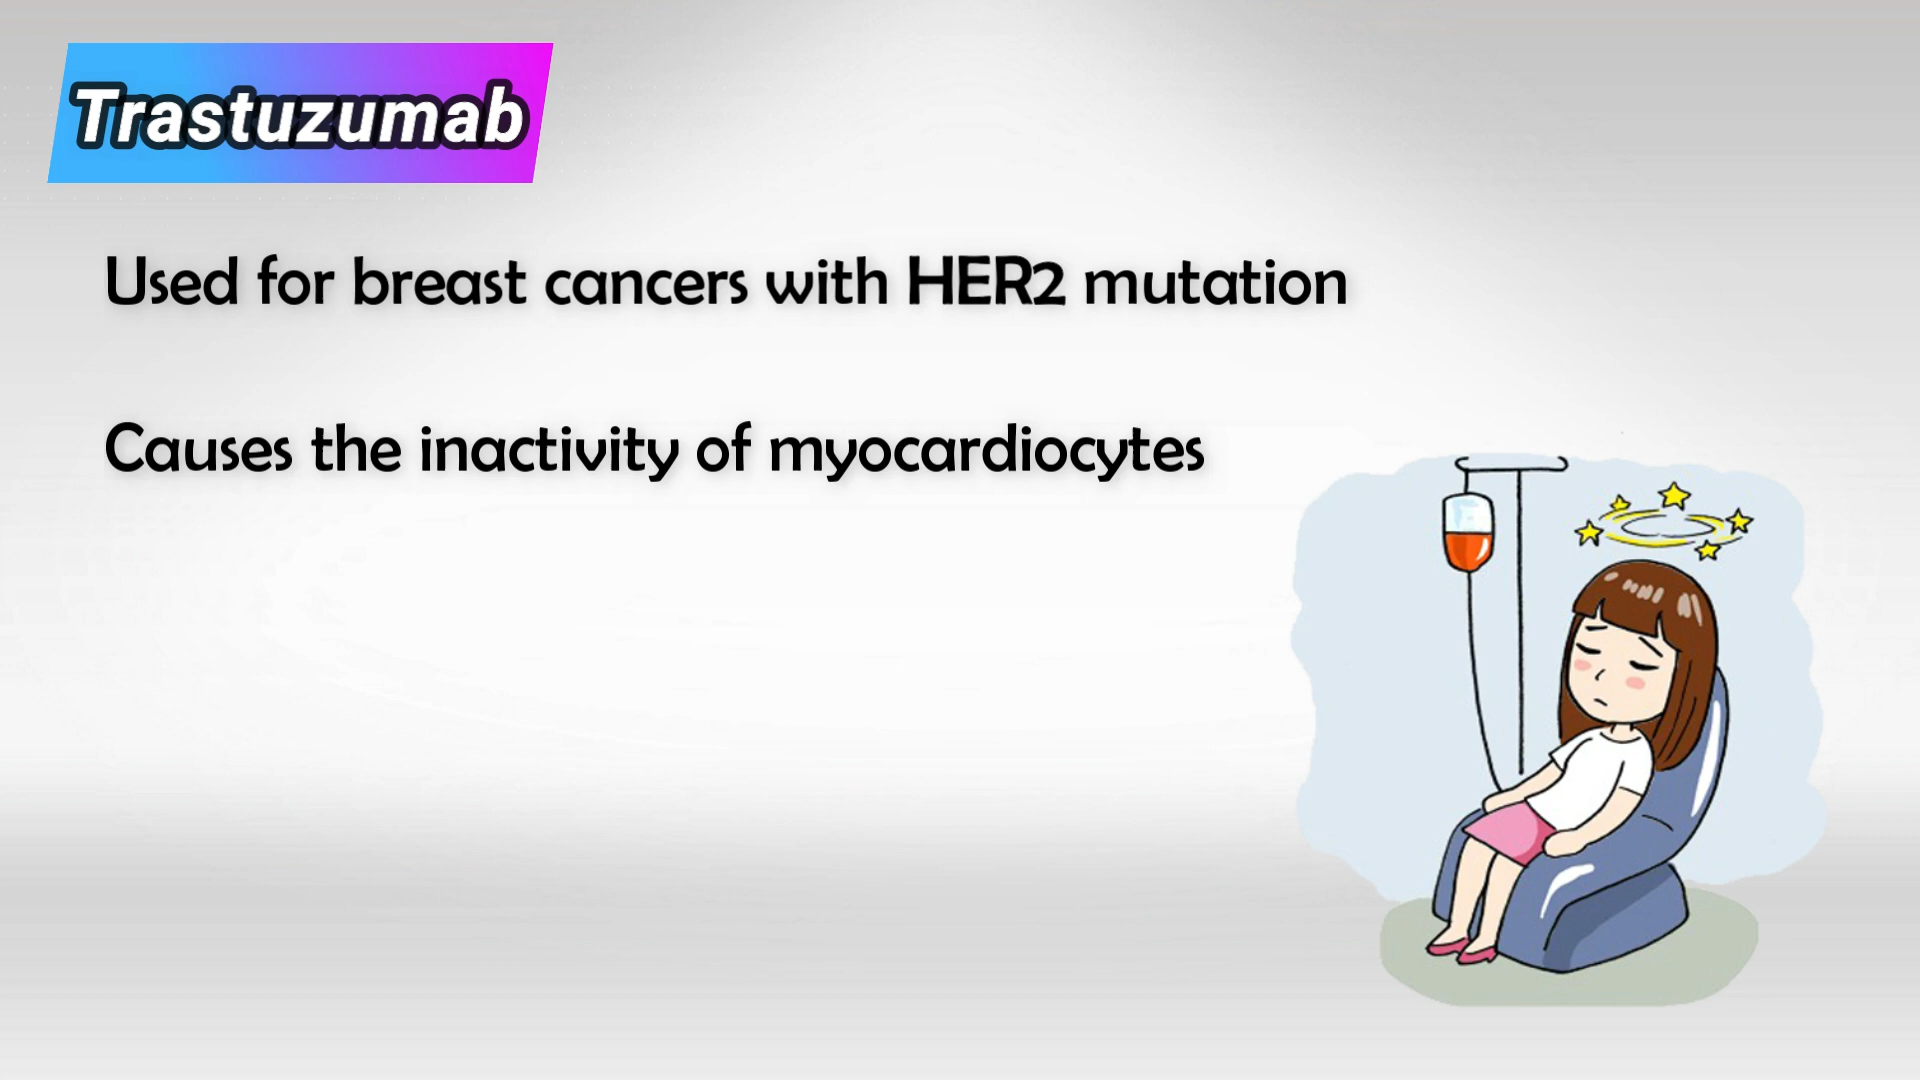 Trastuzumab
Used for breast cancers with HER2 mutation
Causes the inactivity of myocardiocytes